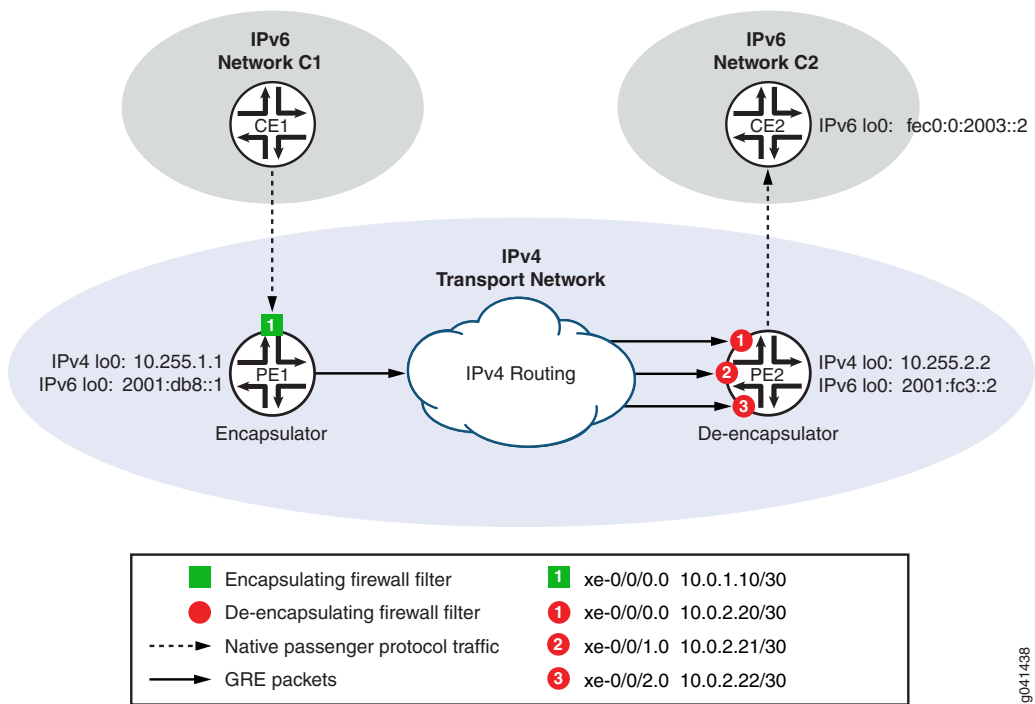 IPv6
Network C1
CE1
IPv6
Network C2
CE2
IPv6 lo0: fec0:0:2003::2
IPv4
Transport Network
1
IPv4 lo0: 10.255.1.1
IPv6 lo0: 2001:db8::1
PE1
Encapsulator
IPv4 Routing
1
2
3
PE2
IPv4 lo0: 10.255.2.2
IPv6 lo0: 2001:fc3::2
De-encapsulator
Encapsulating firewall filter
De-encapsulating firewall filter
Native passenger protocol traffic
GRE packets
1 xe-0/0/0.0 10.0.1.10/30
1 xe-0/0/0.0 10.0.2.20/30
2 xe-0/0/1.0 10.0.2.21/30
3 xe-0/0/2.0 10.0.2.22/30
g041438